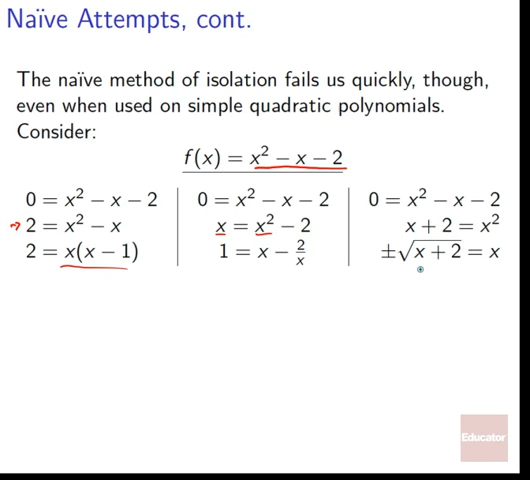 Naïve Attempts, cont.
The naïve method of isolation fails us quickly, though,
even when used on simple quadratic polynomials.
Consider:
f(x) = x² − x − 2
0 = x² − x − 2
2 = x² − x
2 = x(x − 1)
0 = x² − x − 2
x = x² − 2
1 = x − 2/x
0 = x² − x − 2
x + 2 = x²
±√(x + 2) = x
Educator